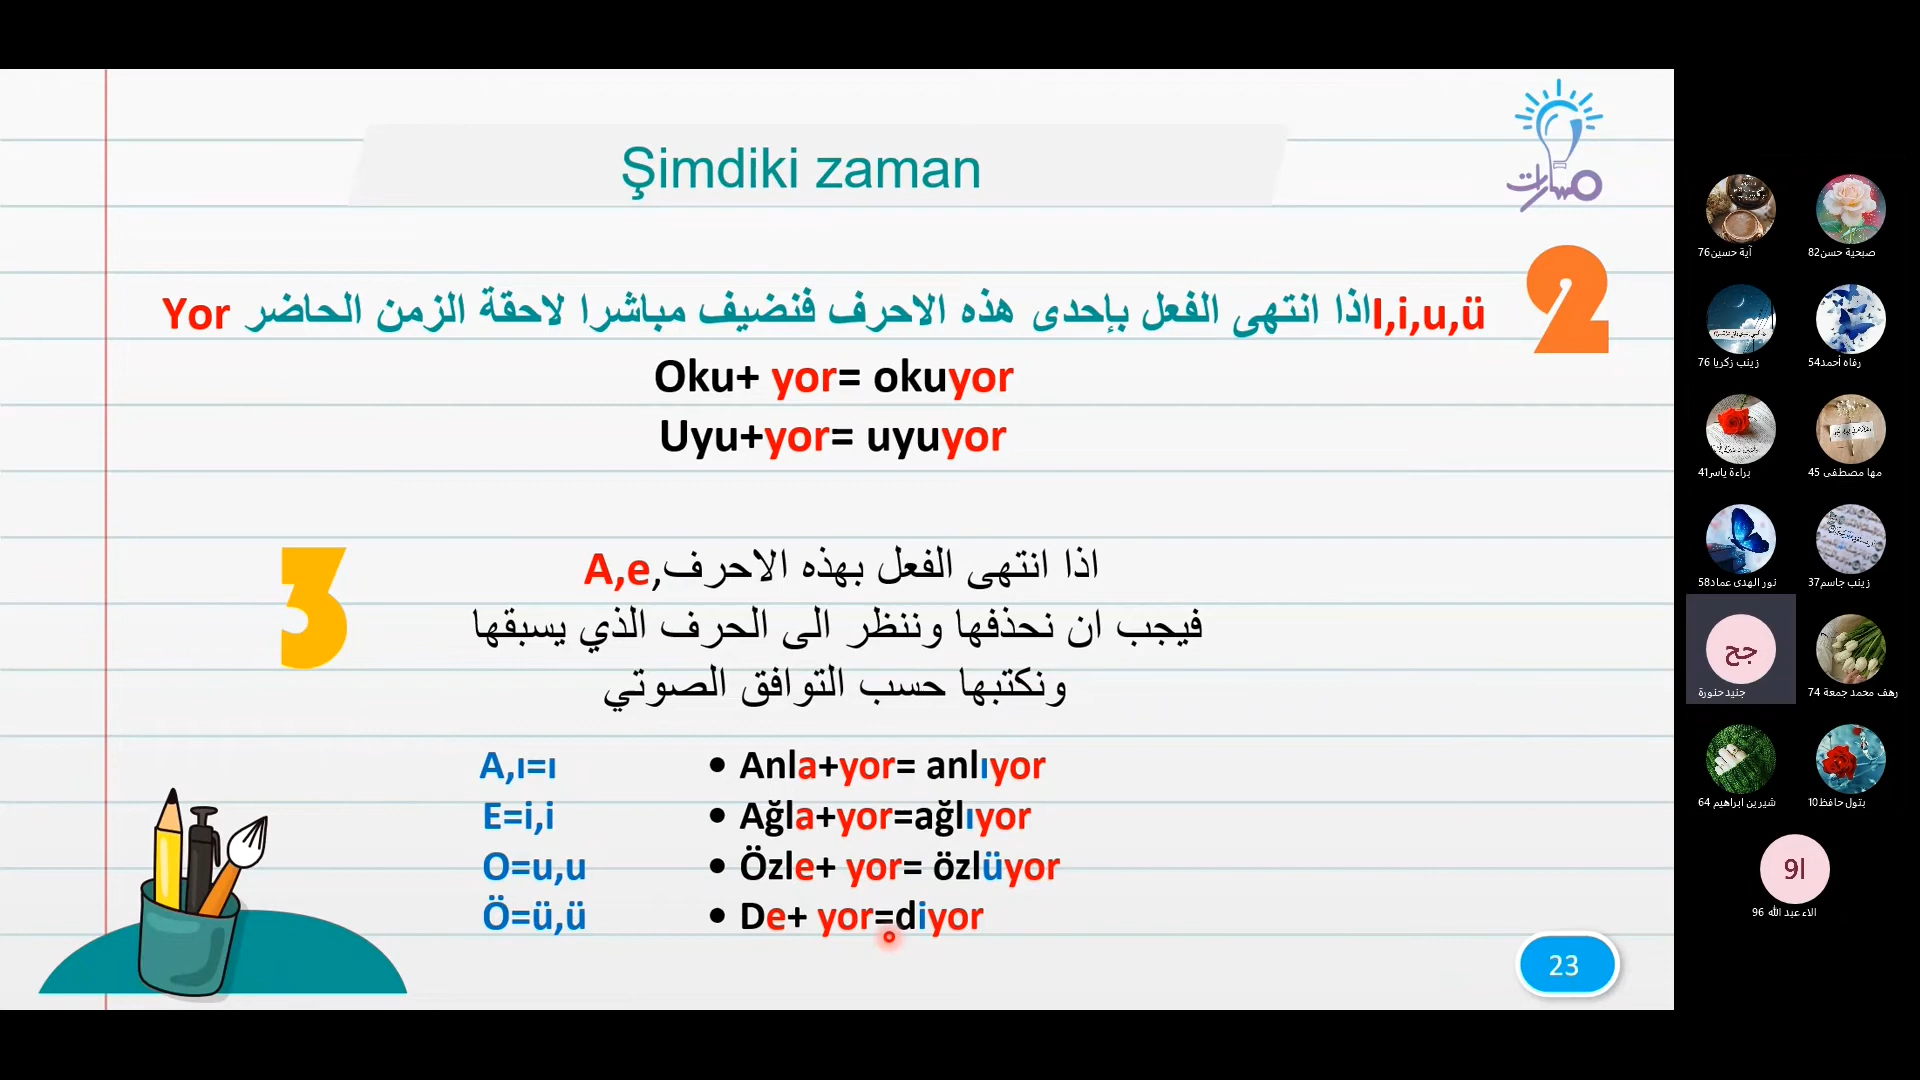 Şimdiki zaman
مسارات
2
I,i,u,üاذا انتهى الفعل بإحدى هذه الاحرف فنضيف مباشرا لاحقة الزمن الحاضر Yor
Oku+ yor= okuyor
Uyu+yor= uyuyor
3
اذا انتهى الفعل بهذه الاحرف,A,e
فيجب ان نحذفها وننظر الى الحرف الذي يسبقها
ونكتبها حسب التوافق الصوتي
A,ı=ı
• Anla+yor= anlıyor
E=i,i
• Ağla+yor=ağlıyor
O=u,u
• Özle+ yor= özlüyor
Ö=ü,ü
• De+ yor=diyor
23
آية حسين76
صبحية حسن82
زينب زكريا 76
رفاه أحمد54
براءة ياسر41
مها مصطفى 45
نور الهدى عماد58
زينب جاسم37
جح
جنيد حنورة
رهف محمد جمعة 74
شيرين ابراهيم 64
بتول حافظ10
ا9
الاء عبد الله 96